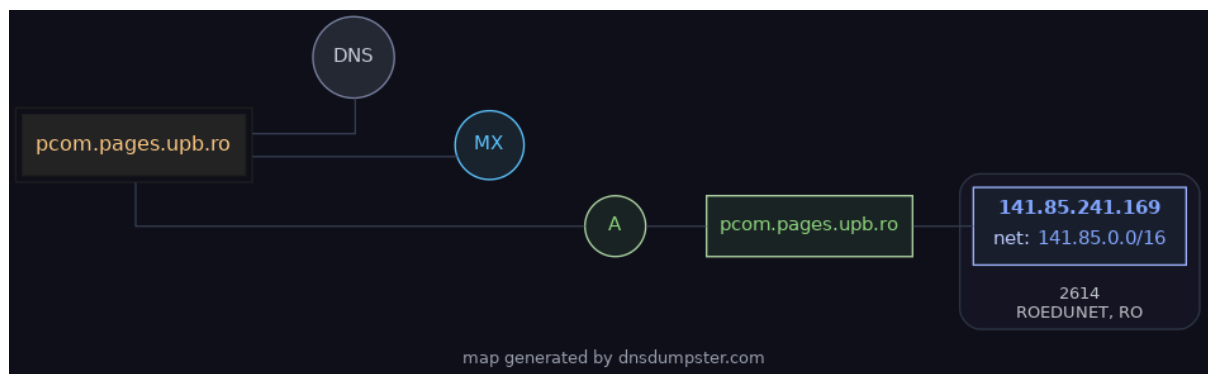 DNS
pcom.pages.upb.ro
MX
A
pcom.pages.upb.ro
141.85.241.169
net: 141.85.0.0/16
2614
ROEDUNET, RO
map generated by dnsdumpster.com